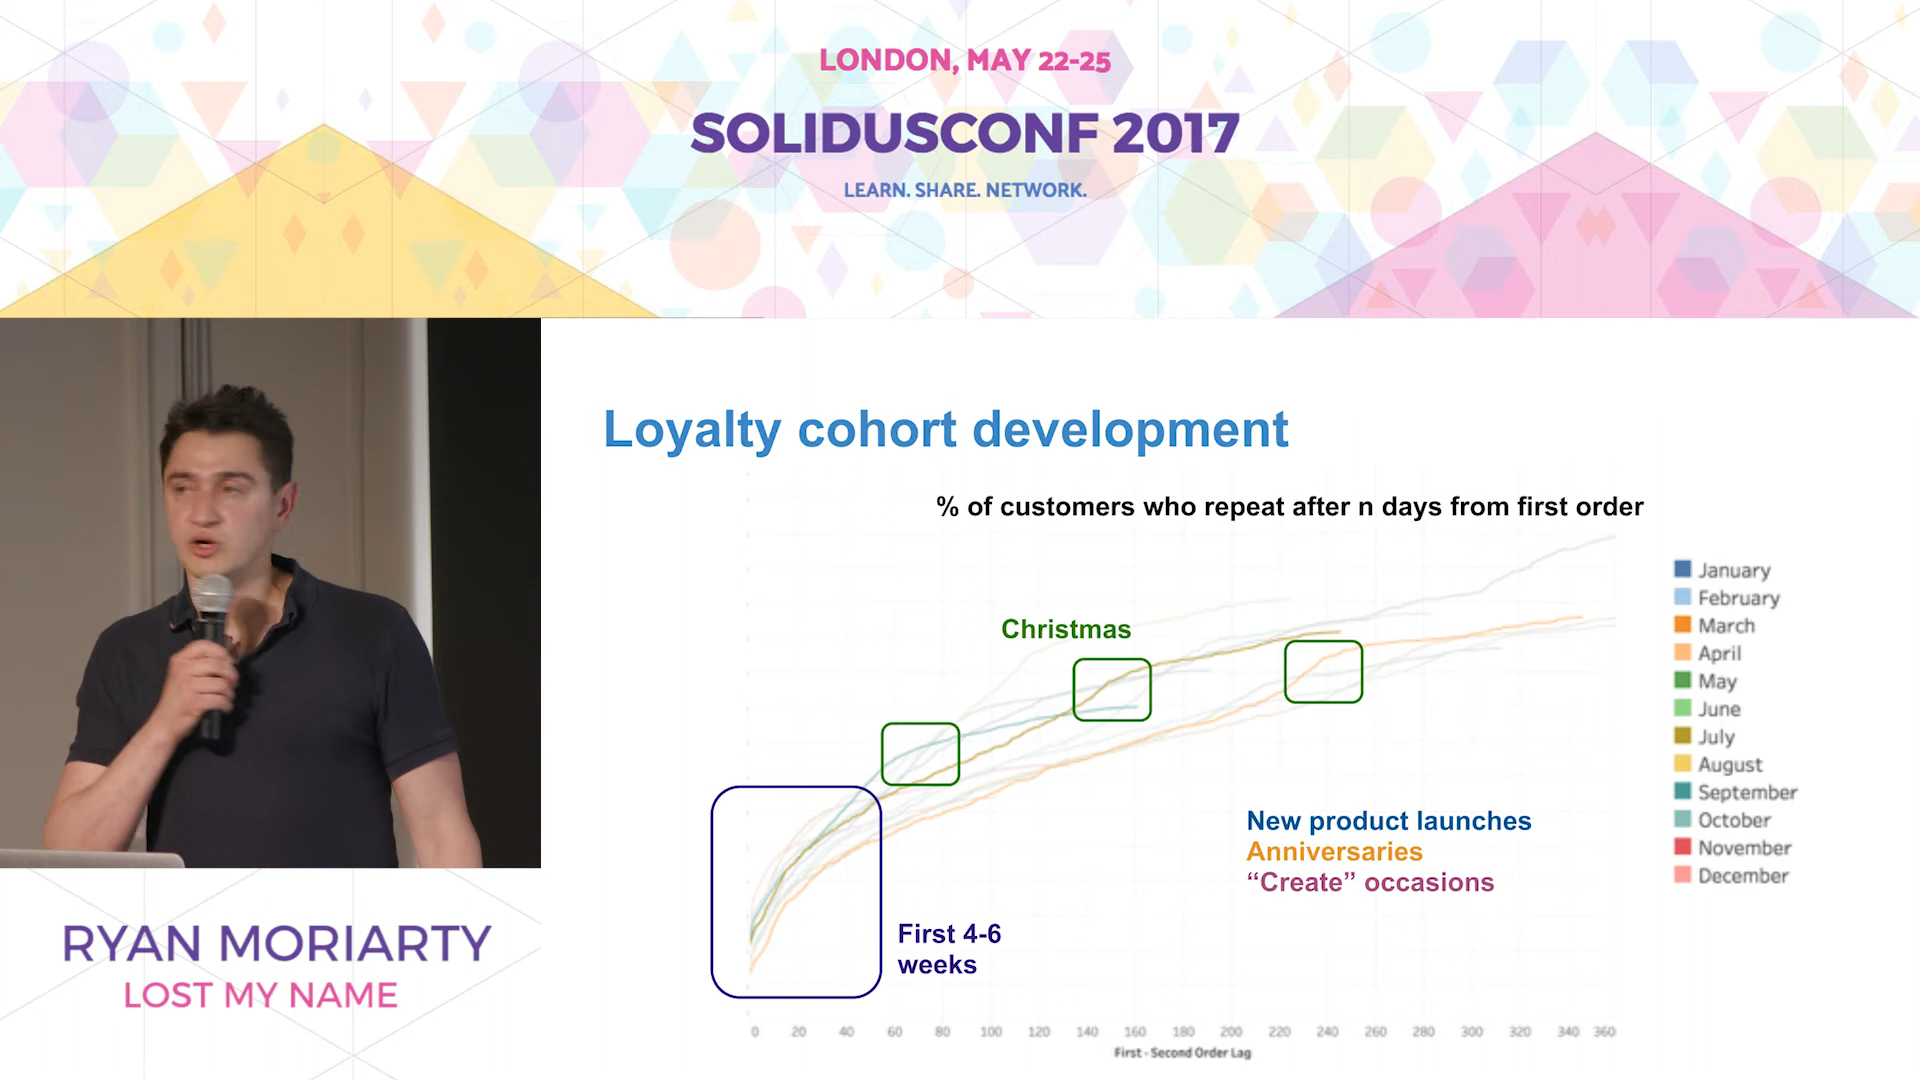 LONDON, MAY 22-25
SOLIDUSCONF 2017
LEARN. SHARE. NETWORK.
Loyalty cohort development
% of customers who repeat after n days from first order
Christmas
January
February
March
April
May
June
July
August
September
October
November
December
New product launches
Anniversaries
“Create” occasions
First 4-6
weeks
0 20 40 60 80 100 120 140 160 180 200 220 240 260 280 300 320 340 360
First - Second Order Lag
RYAN MORIARTY
LOST MY NAME